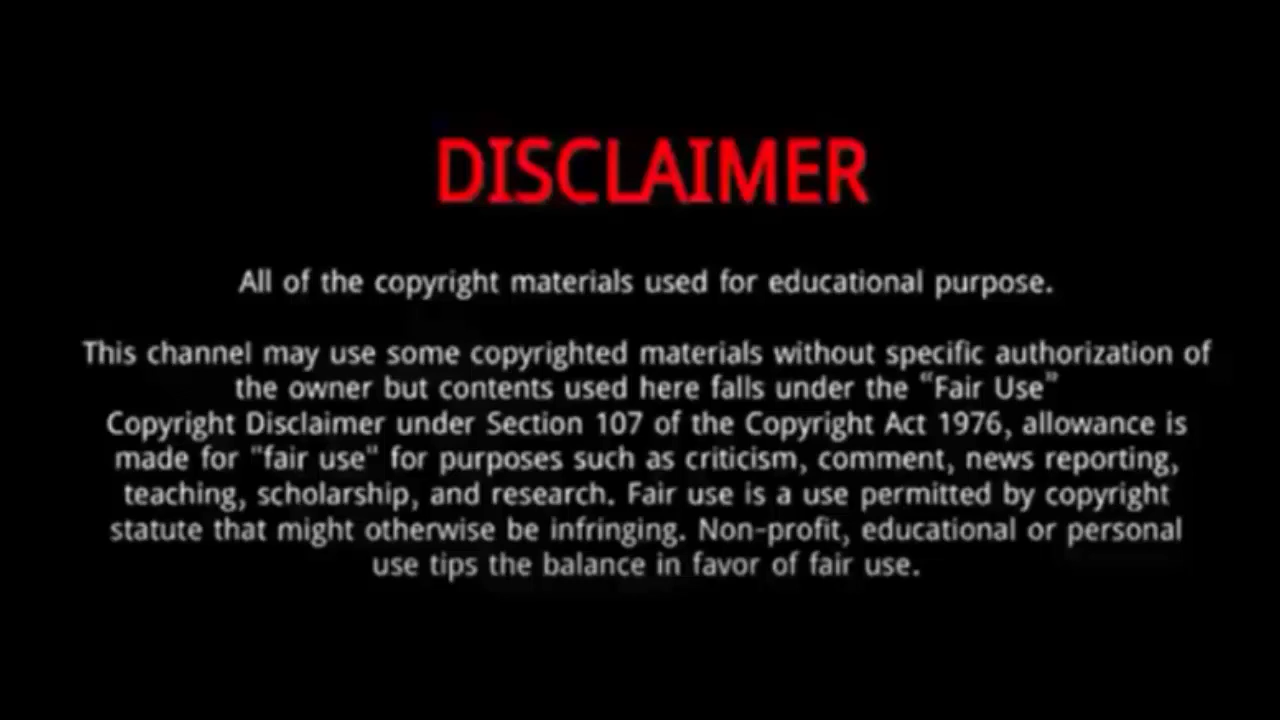 DISCLAIMER
All of the copyright materials used for educational purpose.
This channel may use some copyrighted materials without specific authorization of
the owner but contents used here falls under the “Fair Use”
Copyright Disclaimer under Section 107 of the Copyright Act 1976, allowance is
made for "fair use" for purposes such as criticism, comment, news reporting,
teaching, scholarship, and research. Fair use is a use permitted by copyright
statute that might otherwise be infringing. Non-profit, educational or personal
use tips the balance in favor of fair use.